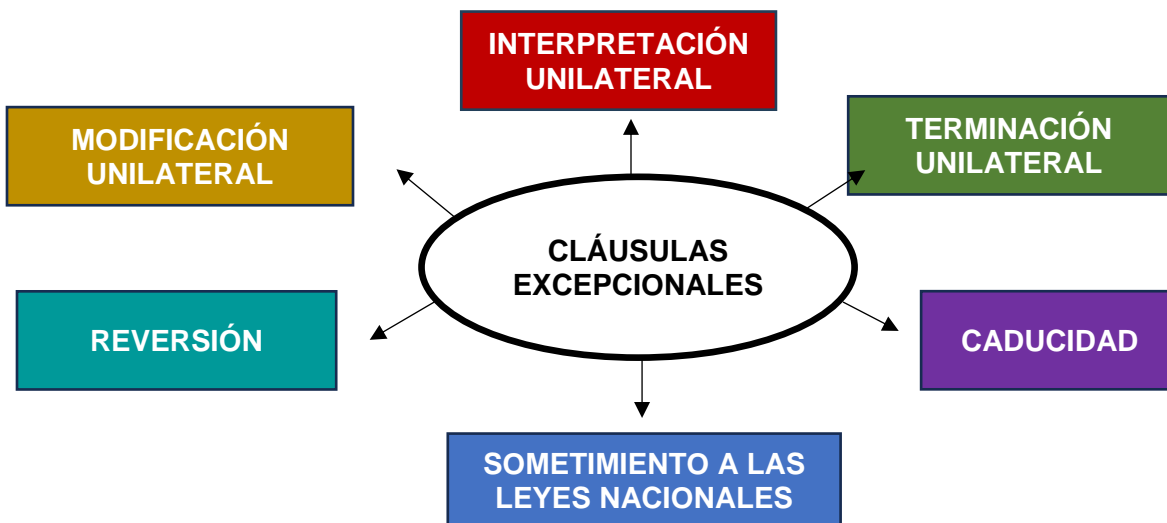 INTERPRETACIÓN
UNILATERAL
MODIFICACIÓN
UNILATERAL
TERMINACIÓN
UNILATERAL
CLÁUSULAS
EXCEPCIONALES
REVERSIÓN
CADUCIDAD
SOMETIMIENTO A LAS
LEYES NACIONALES